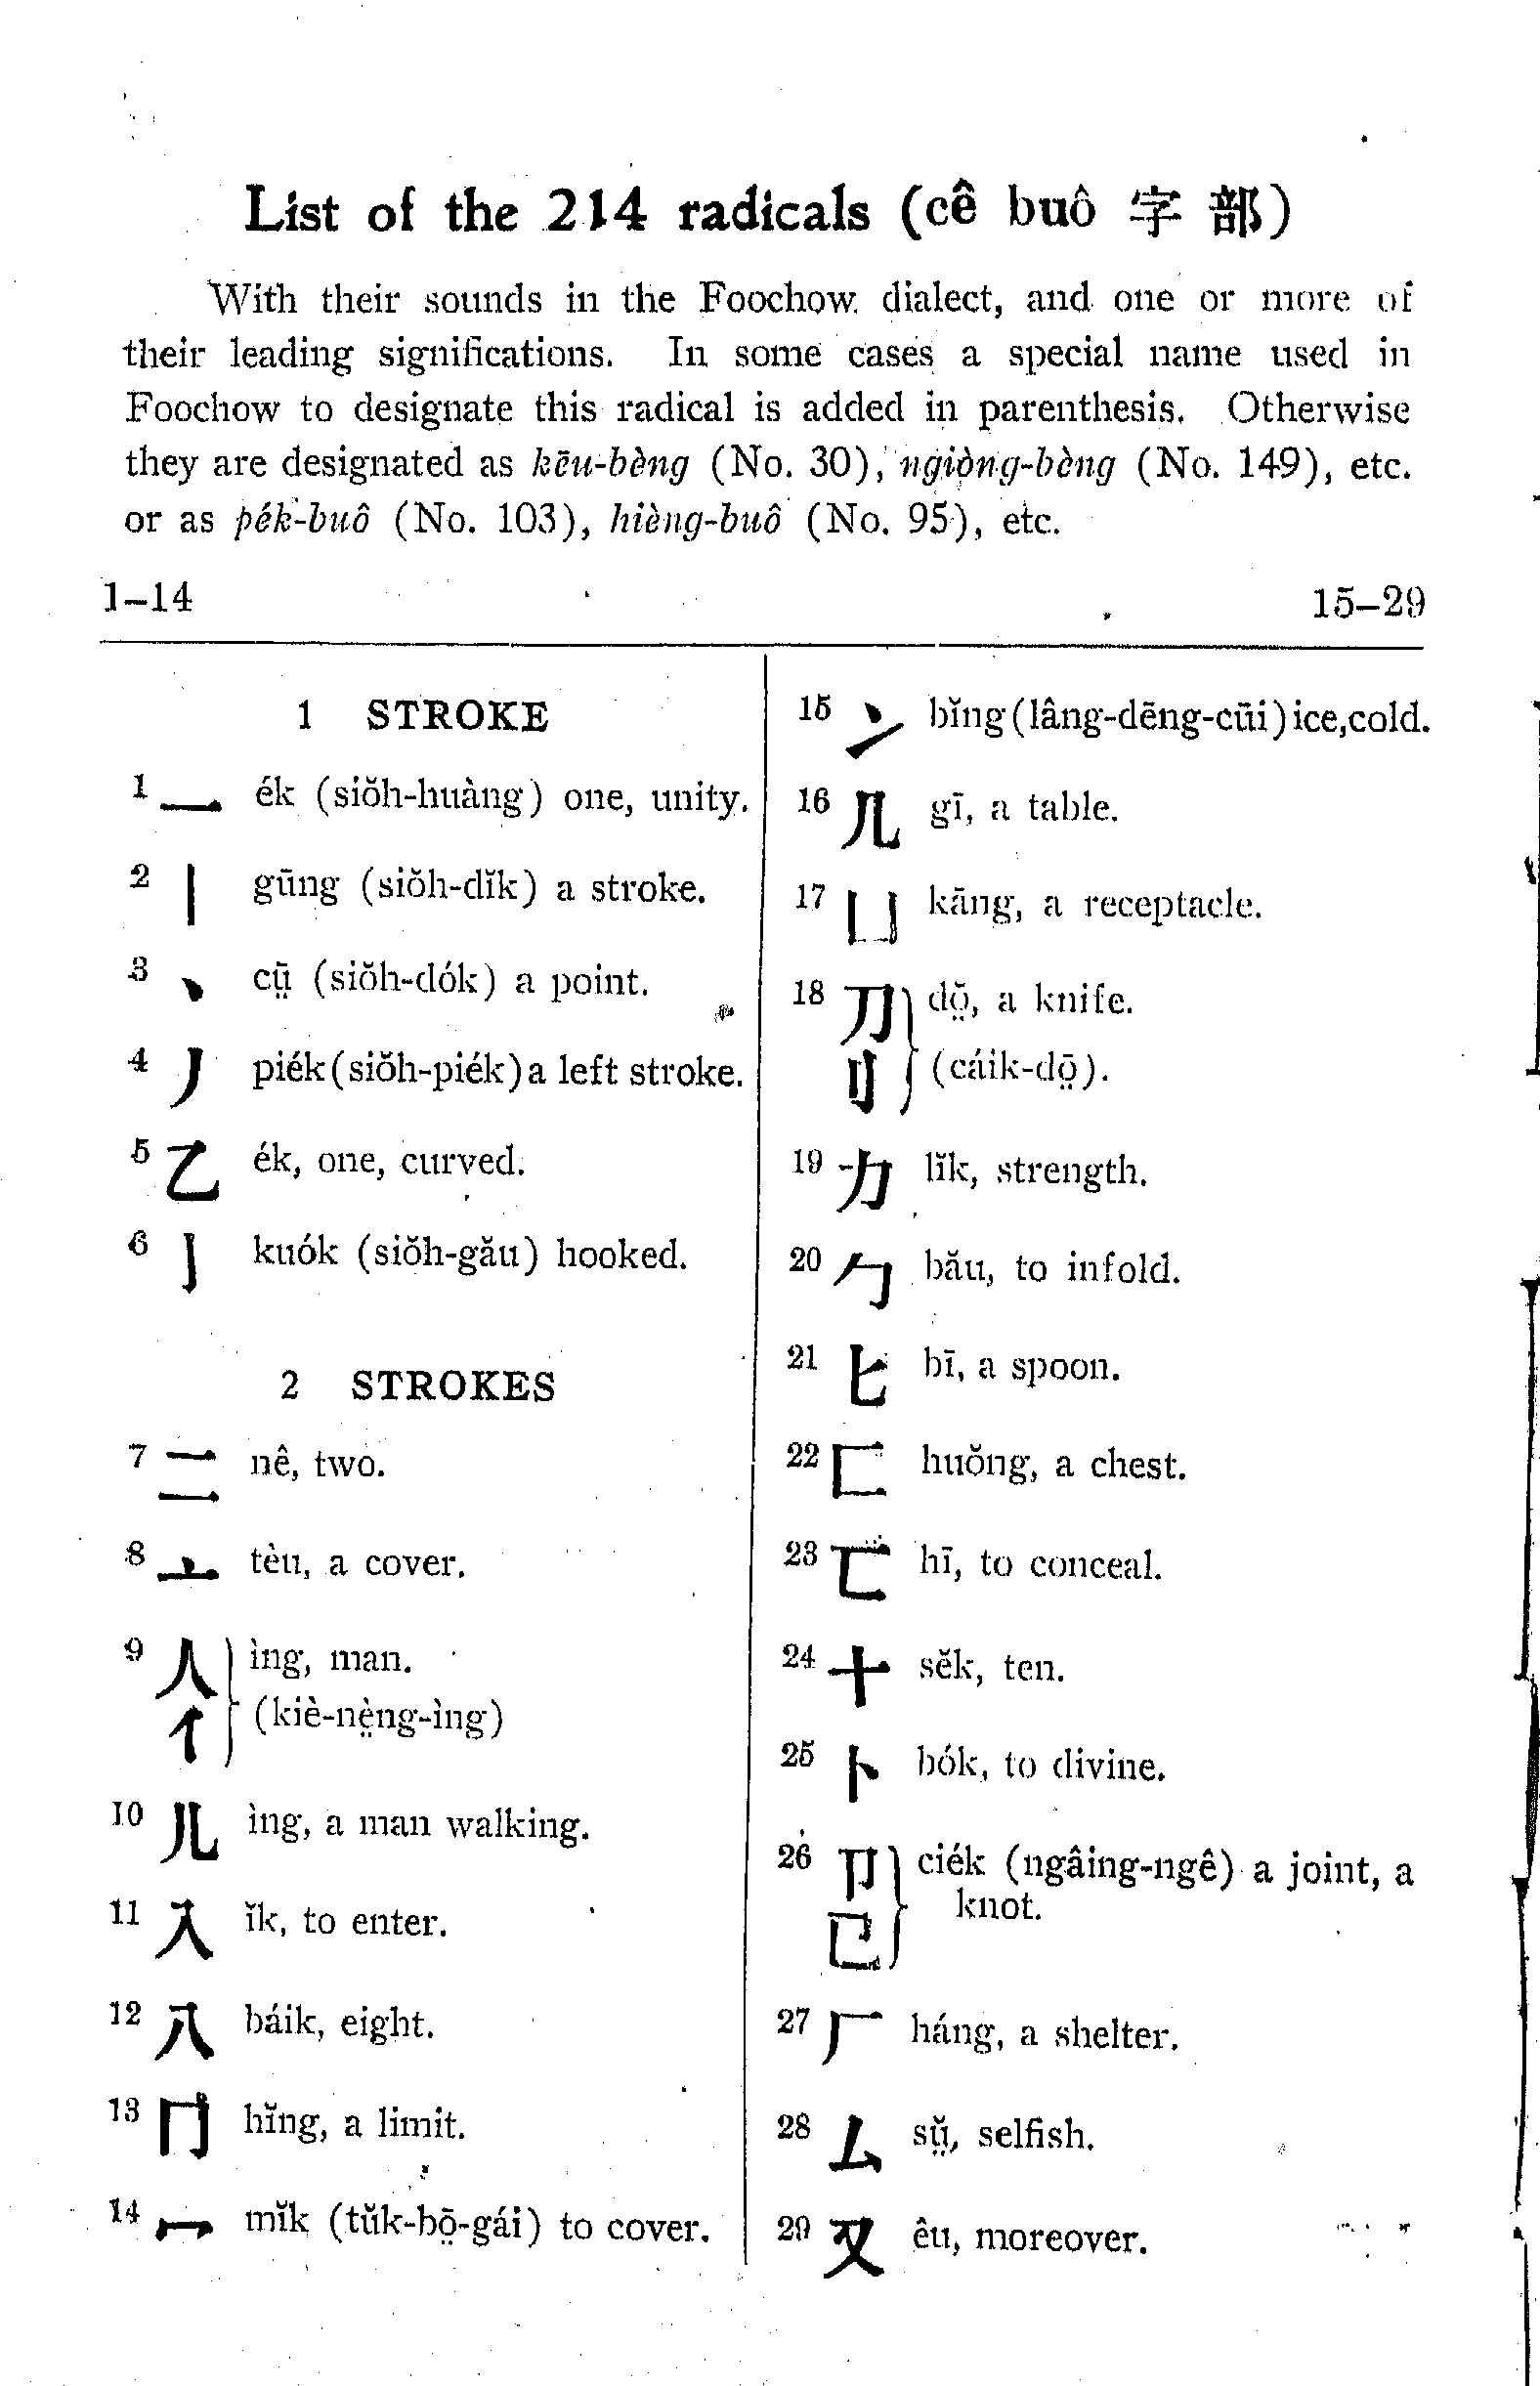 List of the 214 radicals (cê buô 字 部)
With their sounds in the Foochow dialect, and one or more of
their leading significations. In some cases a special name used in
Foochow to designate this radical is added in parenthesis. Otherwise
they are designated as kēu-bèng (No. 30), ngiòng-bèng (No. 149), etc.
or as pék-buô (No. 103), hièng-buô (No. 95), etc.
1–14
15–29
1 STROKE
1 一 ék (siŏh-huàng) one, unity.
2 丨 gūng (siŏh-dĭk) a stroke.
3 丶 cṳ̄ (siŏh-dók) a point.
4 丿 piék (siŏh-piék) a left stroke.
5 乙 ék, one, curved.
6 亅 kuók (siŏh-gău) hooked.
2 STROKES
7 二 nê, two.
8 亠 tèu, a cover.
9 人 ìng, man.
亻 (kiè-nè̤ng-ìng)
10 儿 ìng, a man walking.
11 入 ĭk, to enter.
12 八 báik, eight.
13 冂 hĭng, a limit.
14 冖 mĭk (tŭk-bō̤-gái) to cover.
15 冫 bĭng (lâng-dēng-cūi) ice, cold.
16 几 gī, a table.
17 凵 kāng, a receptacle.
18 刀 dŏ̤, a knife.
刂 (cáik-dō̤).
19 力 lĭk, strength.
20 勹 bău, to infold.
21 匕 bī, a spoon.
22 匚 huŏng, a chest.
23 匸 hī, to conceal.
24 十 sĕk, ten.
25 卜 bók, to divine.
26 卩 ciék (ngâing-ngê) a joint, a
㔾 knot.
27 厂 háng, a shelter.
28 厶 sṳ̆, selfish.
29 又 êu, moreover.